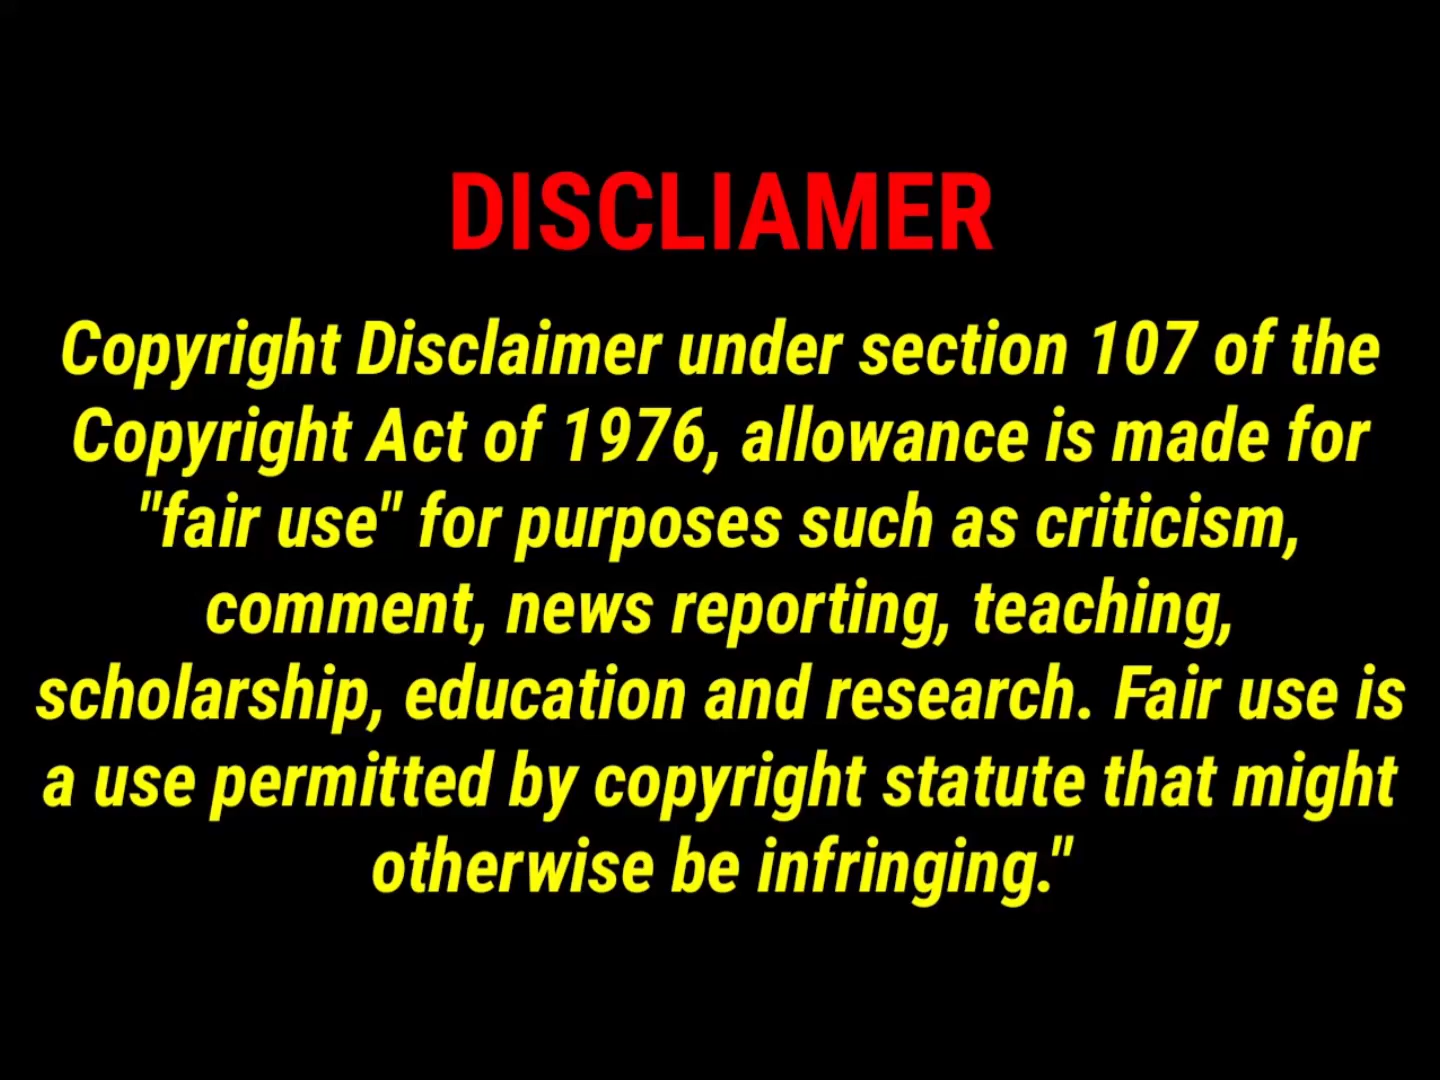 DISCLIAMER
Copyright Disclaimer under section 107 of the
Copyright Act of 1976, allowance is made for
"fair use" for purposes such as criticism,
comment, news reporting, teaching,
scholarship, education and research. Fair use is
a use permitted by copyright statute that might
otherwise be infringing."